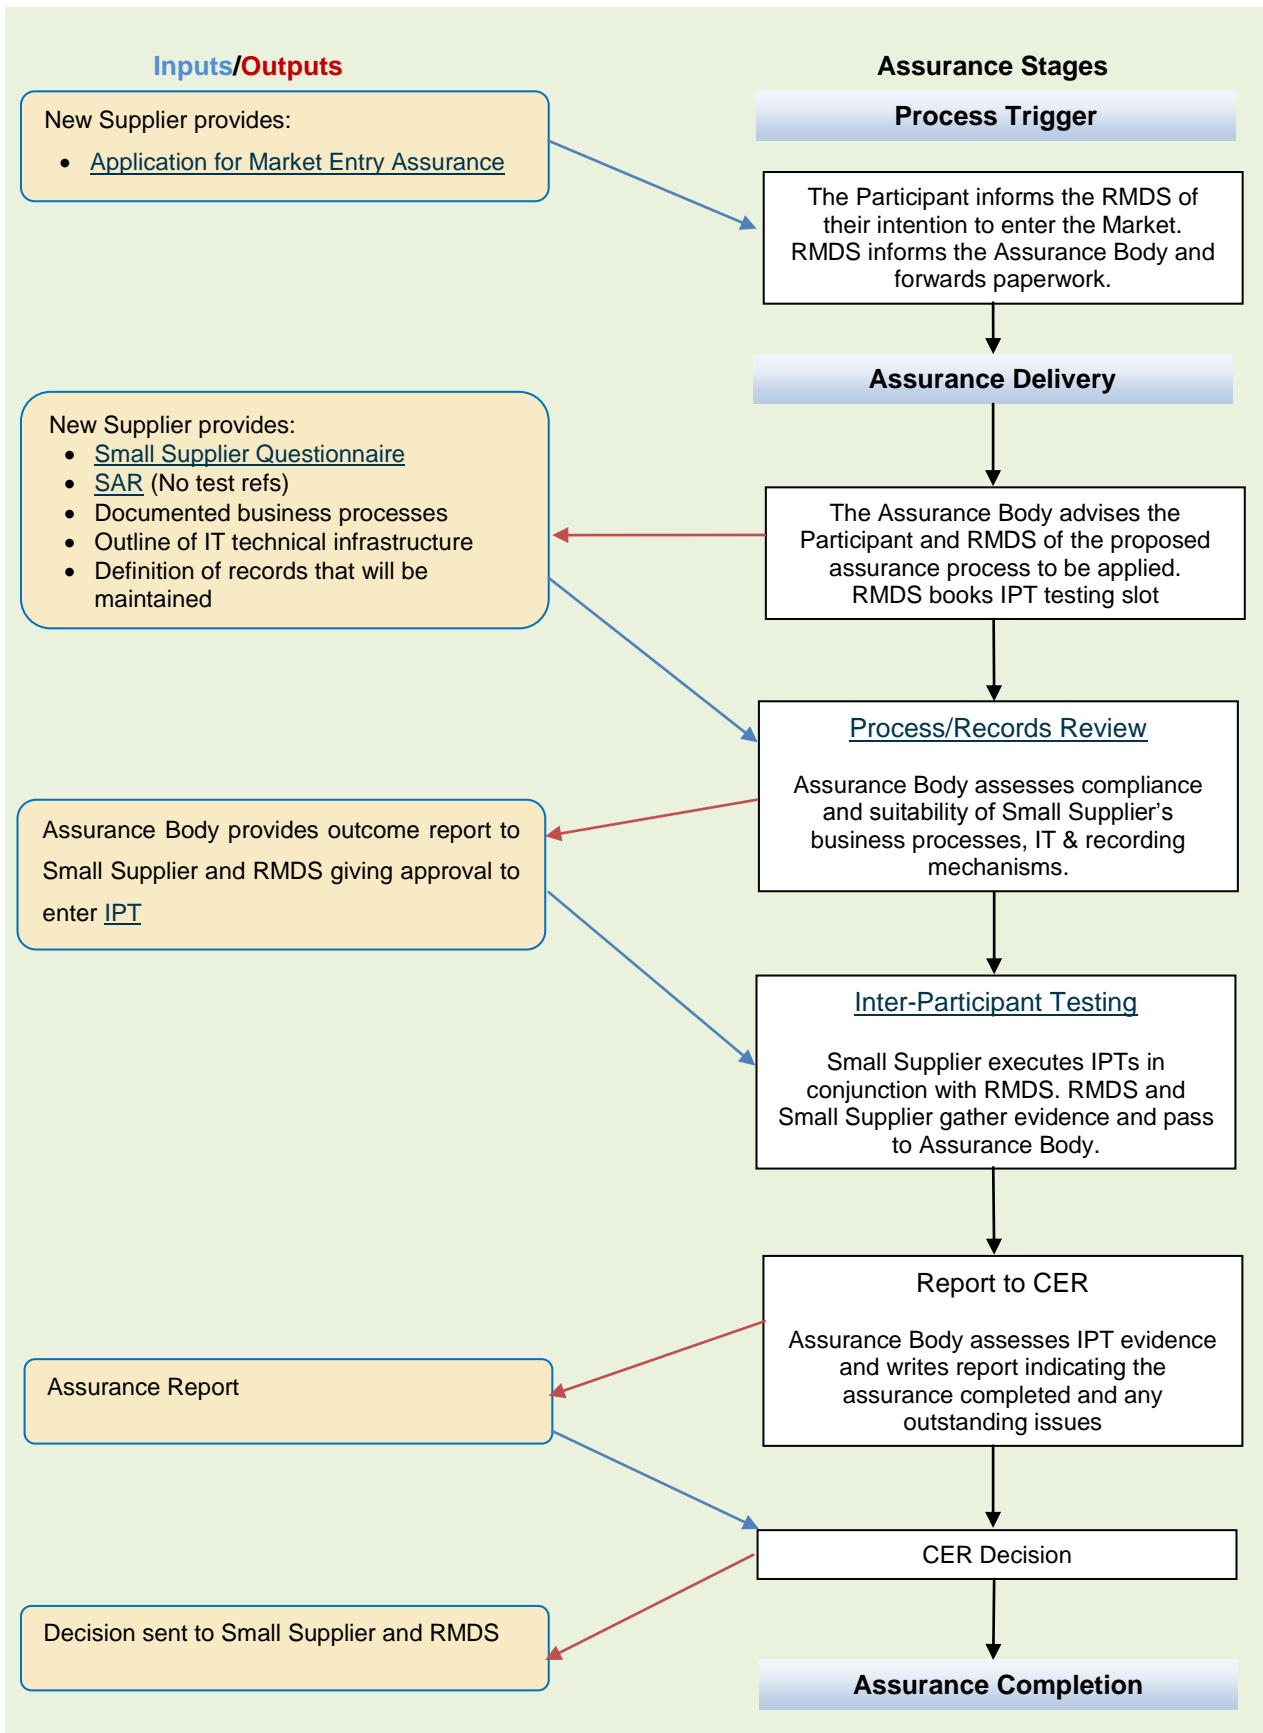 Inputs/Outputs
Assurance Stages
Process Trigger
New Supplier provides:
• Application for Market Entry Assurance
The Participant informs the RMDS of
their intention to enter the Market.
RMDS informs the Assurance Body and
forwards paperwork.
Assurance Delivery
New Supplier provides:
• Small Supplier Questionnaire
• SAR (No test refs)
• Documented business processes
• Outline of IT technical infrastructure
• Definition of records that will be
maintained
The Assurance Body advises the
Participant and RMDS of the proposed
assurance process to be applied.
RMDS books IPT testing slot
Process/Records Review
Assurance Body assesses compliance
and suitability of Small Supplier’s
business processes, IT & recording
mechanisms.
Assurance Body provides outcome report to
Small Supplier and RMDS giving approval to
enter IPT
Inter-Participant Testing
Small Supplier executes IPTs in
conjunction with RMDS. RMDS and
Small Supplier gather evidence and pass
to Assurance Body.
Report to CER
Assurance Body assesses IPT evidence
and writes report indicating the
assurance completed and any
outstanding issues
Assurance Report
CER Decision
Decision sent to Small Supplier and RMDS
Assurance Completion